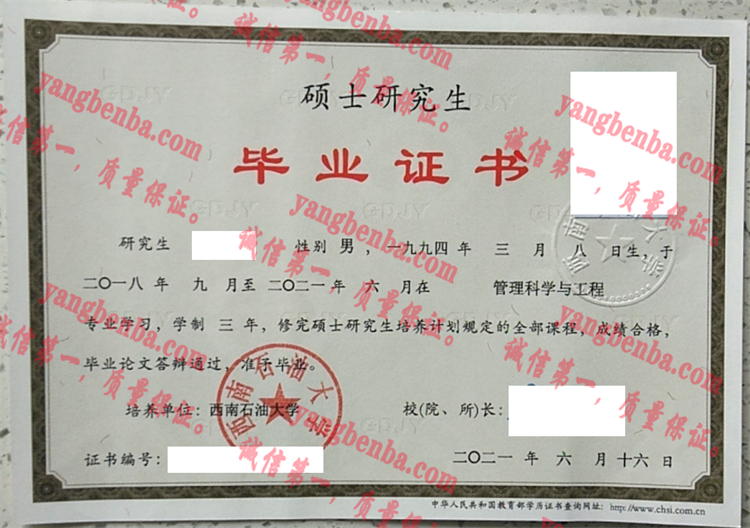 硕士研究生
毕业证书
研究生 性别 男，一九九四 年 三 月 八 日生，于
二〇一八 年 九 月至 二〇二一 年 六 月在 管理科学与工程
专业学习，学制 三 年，修完硕士研究生培养计划规定的全部课程，成绩合格，
毕业论文答辩通过，准予毕业。
培养单位：西南石油大学 校(院、所)长：
证书编号： 二〇二一 年 六 月 十六 日
中华人民共和国教育部学历证书查询网址：http://www.chsi.com.cn
西南石油大学
GDJY
yangbenba.com
诚信第一，质量保证。